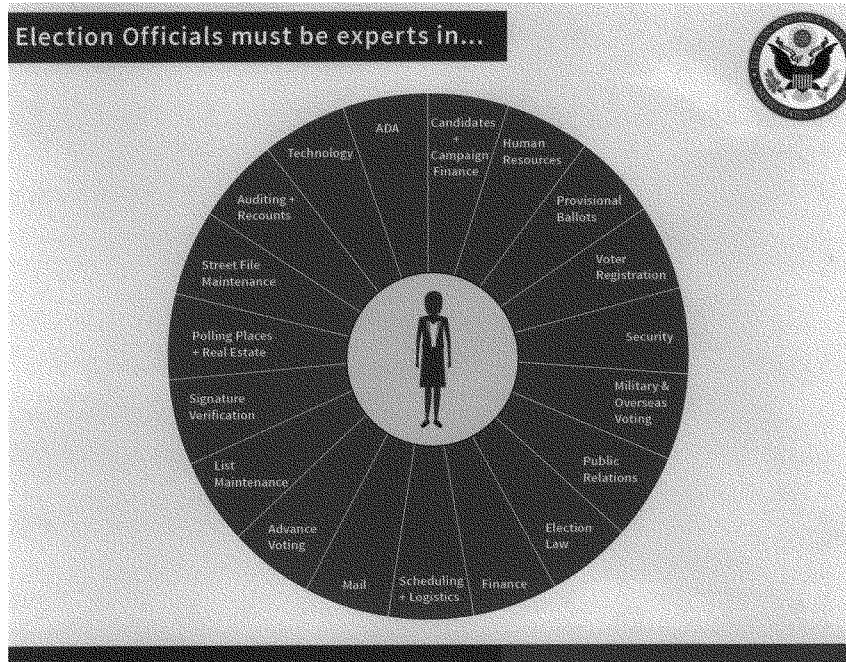 Election Officials must be experts in...
ADA
Candidates
+
Campaign
Finance
Human
Resources
Provisional
Ballots
Voter
Registration
Security
Military &
Overseas
Voting
Public
Relations
Election
Law
Finance
Scheduling
+ Logistics
Mail
Advance
Voting
List
Maintenance
Signature
Verification
Polling Places
+ Real Estate
Street File
Maintenance
Auditing +
Recounts
Technology